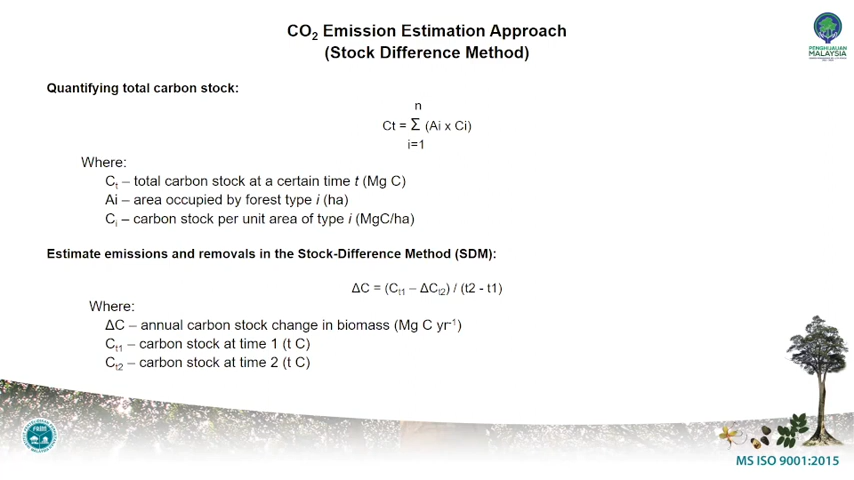 CO₂ Emission Estimation Approach
(Stock Difference Method)
PENGHIJAUAN
MALAYSIA
Quantifying total carbon stock:
n
Ct = Σ (Ai x Ci)
i=1
Where:
Cₜ – total carbon stock at a certain time t (Mg C)
Ai – area occupied by forest type i (ha)
Cᵢ – carbon stock per unit area of type i (MgC/ha)
Estimate emissions and removals in the Stock-Difference Method (SDM):
ΔC = (Cₜ₁ – ΔCₜ₂) / (t2 - t1)
Where:
ΔC – annual carbon stock change in biomass (Mg C yr⁻¹)
Cₜ₁ – carbon stock at time 1 (t C)
Cₜ₂ – carbon stock at time 2 (t C)
FRIM
MS ISO 9001:2015